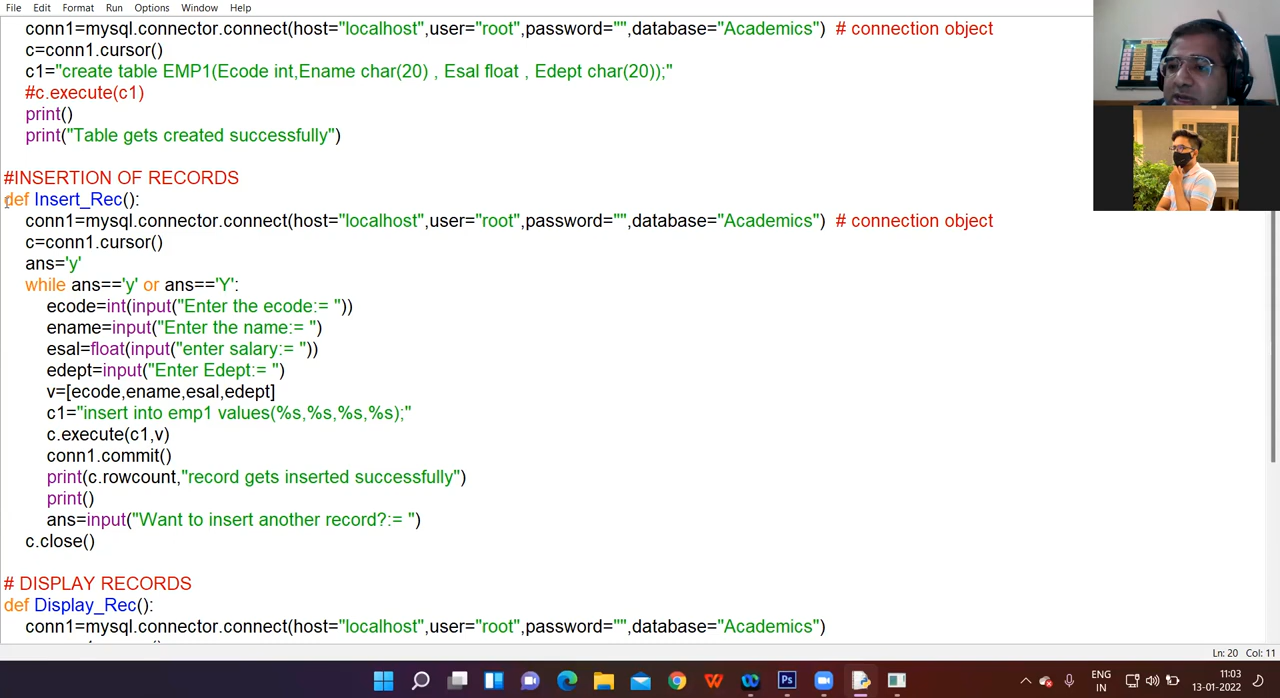 File Edit Format Run Options Window Help
conn1=mysql.connector.connect(host="localhost",user="root",password="",database="Academics") # connection object
c=conn1.cursor()
c1="create table EMP1(Ecode int,Ename char(20) , Esal float , Edept char(20));"
#c.execute(c1)
print()
print("Table gets created successfully")
#INSERTION OF RECORDS
def Insert_Rec():
conn1=mysql.connector.connect(host="localhost",user="root",password="",database="Academics") # connection object
c=conn1.cursor()
ans='y'
while ans=='y' or ans=='Y':
ecode=int(input("Enter the ecode:= "))
ename=input("Enter the name:= ")
esal=float(input("enter salary:= "))
edept=input("Enter Edept:= ")
v=[ecode,ename,esal,edept]
c1="insert into emp1 values(%s,%s,%s,%s);"
c.execute(c1,v)
conn1.commit()
print(c.rowcount,"record gets inserted successfully")
print()
ans=input("Want to insert another record?:= ")
c.close()
# DISPLAY RECORDS
def Display_Rec():
conn1=mysql.connector.connect(host="localhost",user="root",password="",database="Academics")
Ln: 20 Col: 11
Ps
ENG
IN
11:03
13-01-2022